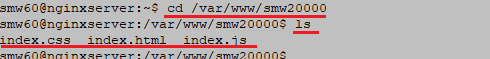 smw60@nginxserver:~$ cd /var/www/smw20000
smw60@nginxserver:/var/www/smw20000$ ls
index.css  index.html  index.js
smw60@nginxserver:/var/www/smw20000$